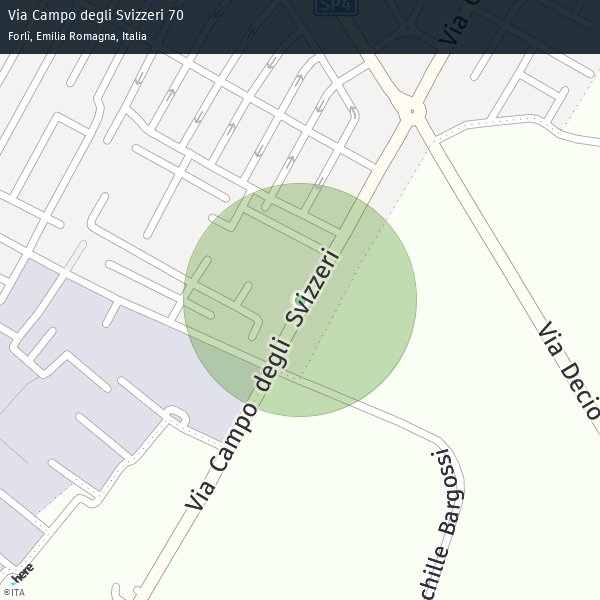 Via Campo degli Svizzeri 70
Forlì, Emilia Romagna, Italia
SP4
Via C
Via Campo degli Svizzeri
Via Decio
chille Bargossi
here
©ITA